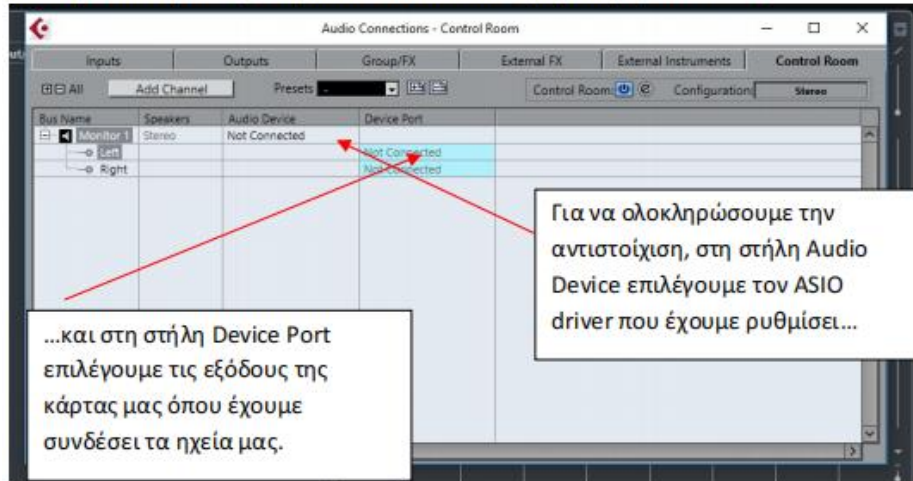 Audio Connections - Control Room
Inputs Outputs Group/FX External FX External Instruments Control Room
All Add Channel Presets - Control Room: Configuration: Stereo
Bus Name Speakers Audio Device Device Port
Monitor 1 Stereo Not Connected
Left Not Connected
Right Not Connected
Για να ολοκληρώσουμε την
αντιστοίχιση, στη στήλη Audio
Device επιλέγουμε τον ASIO
driver που έχουμε ρυθμίσει...
...και στη στήλη Device Port
επιλέγουμε τις εξόδους της
κάρτας μας όπου έχουμε
συνδέσει τα ηχεία μας.